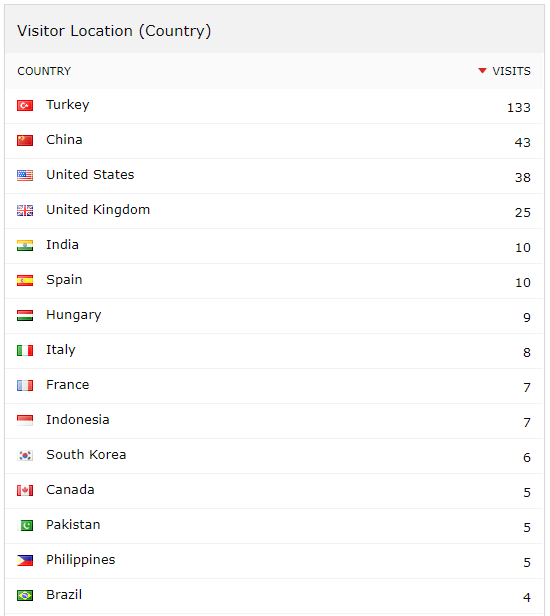 Visitor Location (Country)
COUNTRY VISITS
Turkey 133
China 43
United States 38
United Kingdom 25
India 10
Spain 10
Hungary 9
Italy 8
France 7
Indonesia 7
South Korea 6
Canada 5
Pakistan 5
Philippines 5
Brazil 4